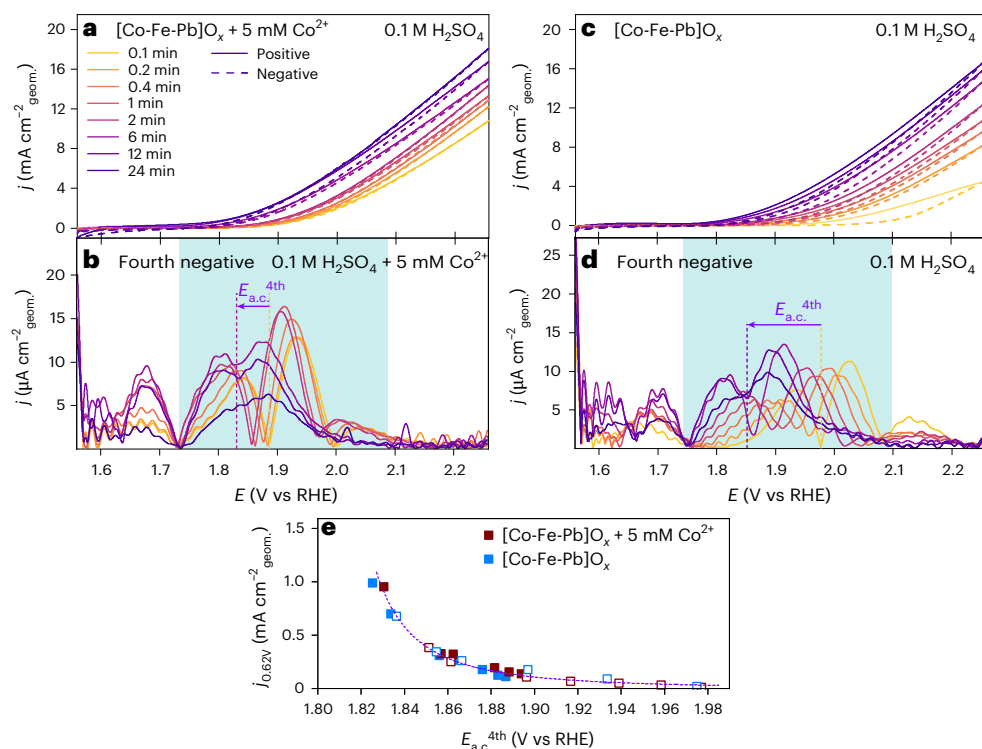 a [Co-Fe-Pb]Oₓ + 5 mM Co²⁺ 0.1 M H₂SO₄
0.1 min
0.2 min
0.4 min
1 min
2 min
6 min
12 min
24 min
Positive
Negative
20
16
12
8
4
0
j (mA cm⁻² geom.)
b Fourth negative 0.1 M H₂SO₄ + 5 mM Co²⁺
E a.c. 4th
20
15
10
5
j (µA cm⁻² geom.)
1.6 1.7 1.8 1.9 2.0 2.1 2.2
E (V vs RHE)
c [Co-Fe-Pb]Oₓ 0.1 M H₂SO₄
20
16
12
8
4
0
j (mA cm⁻² geom.)
d Fourth negative 0.1 M H₂SO₄
E a.c. 4th
25
20
15
10
5
j (µA cm⁻² geom.)
1.6 1.7 1.8 1.9 2.0 2.1 2.2
E (V vs RHE)
e
[Co-Fe-Pb]Oₓ + 5 mM Co²⁺
[Co-Fe-Pb]Oₓ
1.5
1.0
0.5
0
j 0.62V (mA cm⁻² geom.)
1.80 1.82 1.84 1.86 1.88 1.90 1.92 1.94 1.96 1.98
E a.c. 4th (V vs RHE)